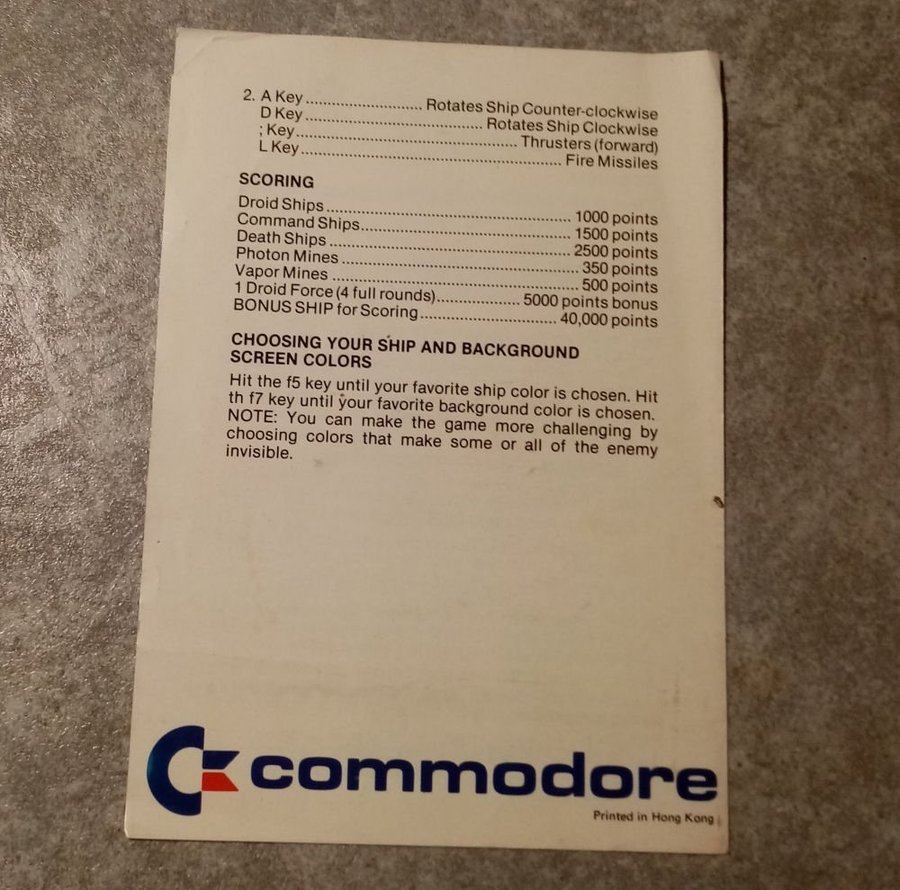 2. A Key ........................ Rotates Ship Counter-clockwise
D Key ..................................... Rotates Ship Clockwise
; Key .............................................. Thrusters (forward)
L Key ...................................................... Fire Missiles
SCORING
Droid Ships .................................................. 1000 points
Command Ships ........................................... 1500 points
Death Ships .................................................. 2500 points
Photon Mines ................................................. 350 points
Vapor Mines ................................................... 500 points
1 Droid Force (4 full rounds) ................. 5000 points bonus
BONUS SHIP for Scoring ............................ 40,000 points
CHOOSING YOUR SHIP AND BACKGROUND
SCREEN COLORS
Hit the f5 key until your favorite ship color is chosen. Hit
th f7 key until your favorite background color is chosen.
NOTE: You can make the game more challenging by
choosing colors that make some or all of the enemy
invisible.
commodore
Printed in Hong Kong